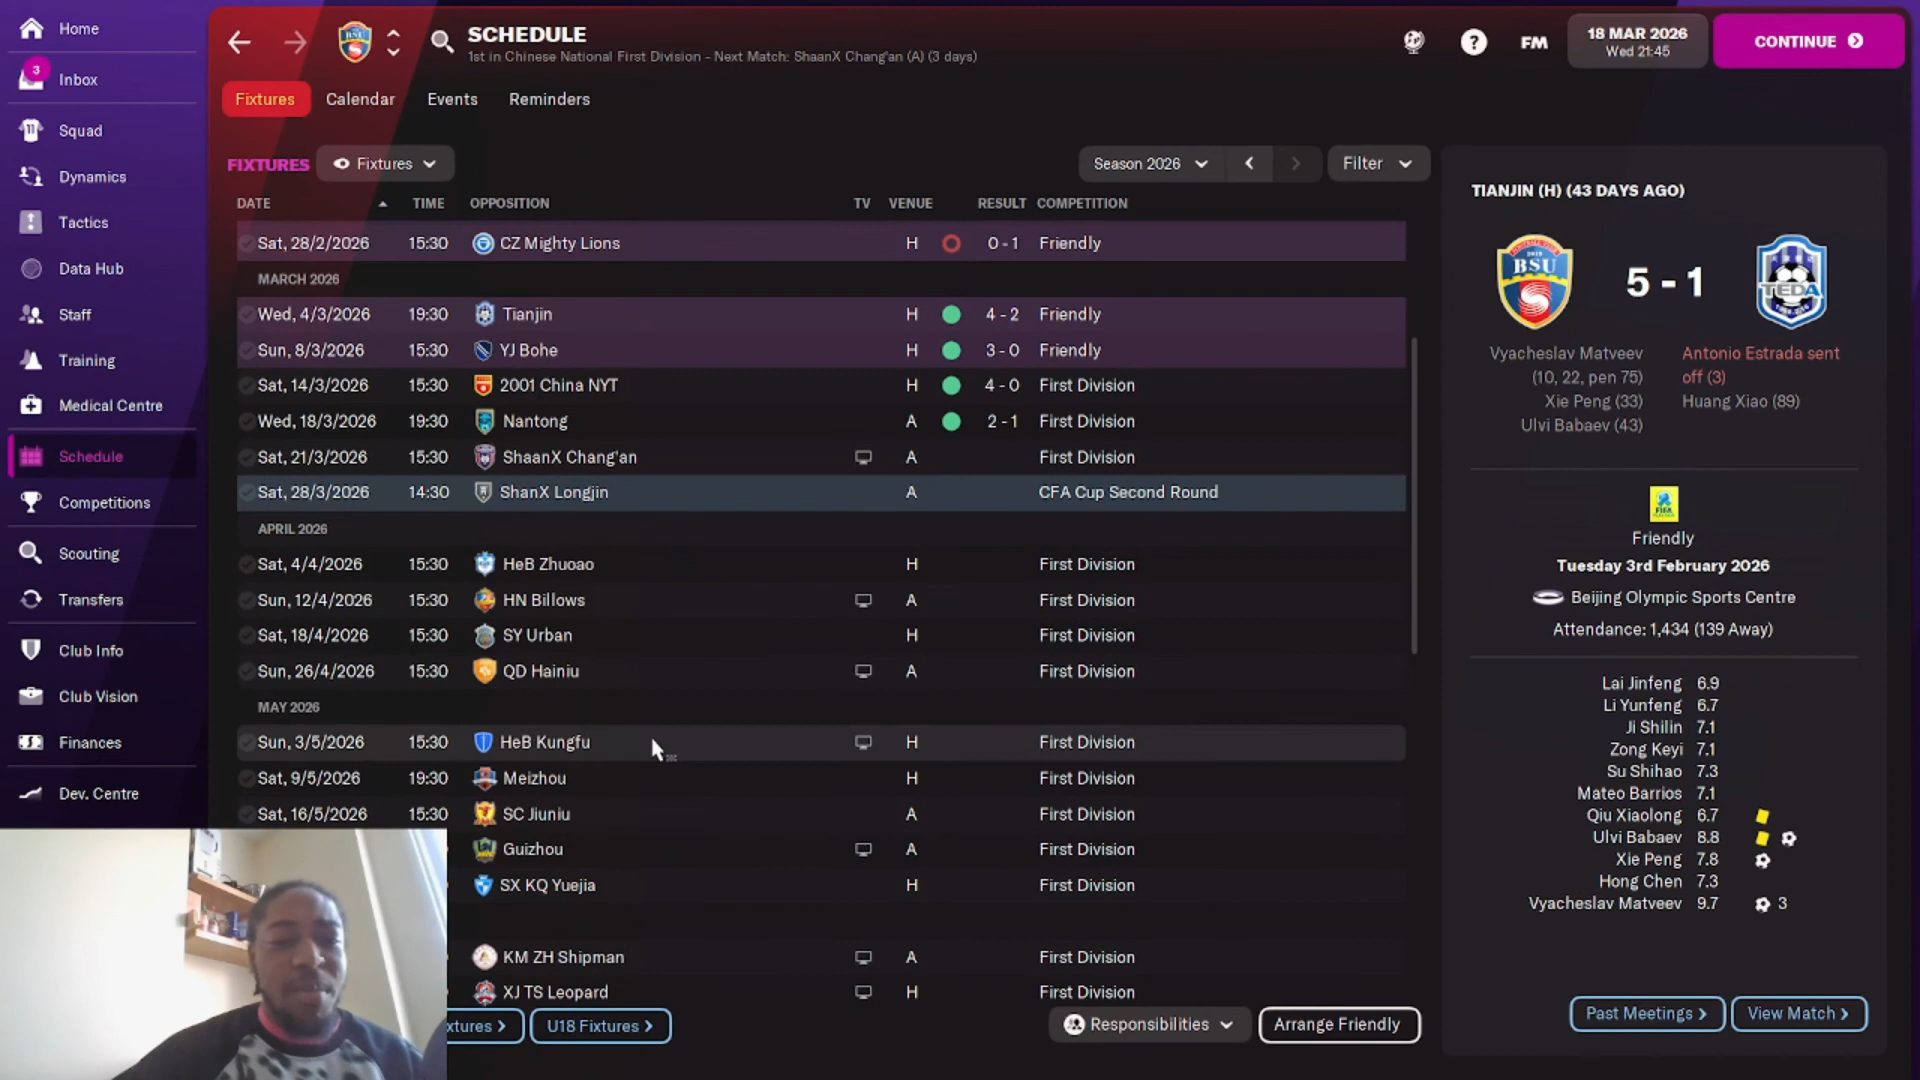 Home
SCHEDULE
1st in Chinese National First Division - Next Match: ShaanX Chang'an (A) (3 days)
?
FM
18 MAR 2026
Wed 21:45
CONTINUE
3
Inbox
Squad
Dynamics
Tactics
Data Hub
Staff
Training
Medical Centre
Schedule
Competitions
Scouting
Transfers
Club Info
Club Vision
Finances
Dev. Centre
Fixtures Calendar Events Reminders
FIXTURES Fixtures Season 2026 Filter
DATE TIME OPPOSITION TV VENUE RESULT COMPETITION
Sat, 28/2/2026 15:30 CZ Mighty Lions H 0 - 1 Friendly
MARCH 2026
Wed, 4/3/2026 19:30 Tianjin H 4 - 2 Friendly
Sun, 8/3/2026 15:30 YJ Bohe H 3 - 0 Friendly
Sat, 14/3/2026 15:30 2001 China NYT H 4 - 0 First Division
Wed, 18/3/2026 19:30 Nantong A 2 - 1 First Division
Sat, 21/3/2026 15:30 ShaanX Chang'an A First Division
Sat, 28/3/2026 14:30 ShanX Longjin A CFA Cup Second Round
APRIL 2026
Sat, 4/4/2026 15:30 HeB Zhuoao H First Division
Sun, 12/4/2026 15:30 HN Billows A First Division
Sat, 18/4/2026 15:30 SY Urban H First Division
Sun, 26/4/2026 15:30 QD Hainiu A First Division
MAY 2026
Sun, 3/5/2026 15:30 HeB Kungfu H First Division
Sat, 9/5/2026 19:30 Meizhou H First Division
Sat, 16/5/2026 15:30 SC Jiuniu A First Division
Guizhou A First Division
SX KQ Yuejia H First Division
KM ZH Shipman A First Division
XJ TS Leopard H First Division
xtures U18 Fixtures Responsibilities Arrange Friendly
TIANJIN (H) (43 DAYS AGO)
BSU
5 - 1
TEDA
Vyacheslav Matveev
(10, 22, pen 75)
Xie Peng (33)
Ulvi Babaev (43)
Antonio Estrada sent
off (3)
Huang Xiao (89)
FIFA
Friendly
Tuesday 3rd February 2026
Beijing Olympic Sports Centre
Attendance: 1,434 (139 Away)
Lai Jinfeng 6.9
Li Yunfeng 6.7
Ji Shilin 7.1
Zong Keyi 7.1
Su Shihao 7.3
Mateo Barrios 7.1
Qiu Xiaolong 6.7
Ulvi Babaev 8.8
Xie Peng 7.8
Hong Chen 7.3
Vyacheslav Matveev 9.7 3
Past Meetings View Match